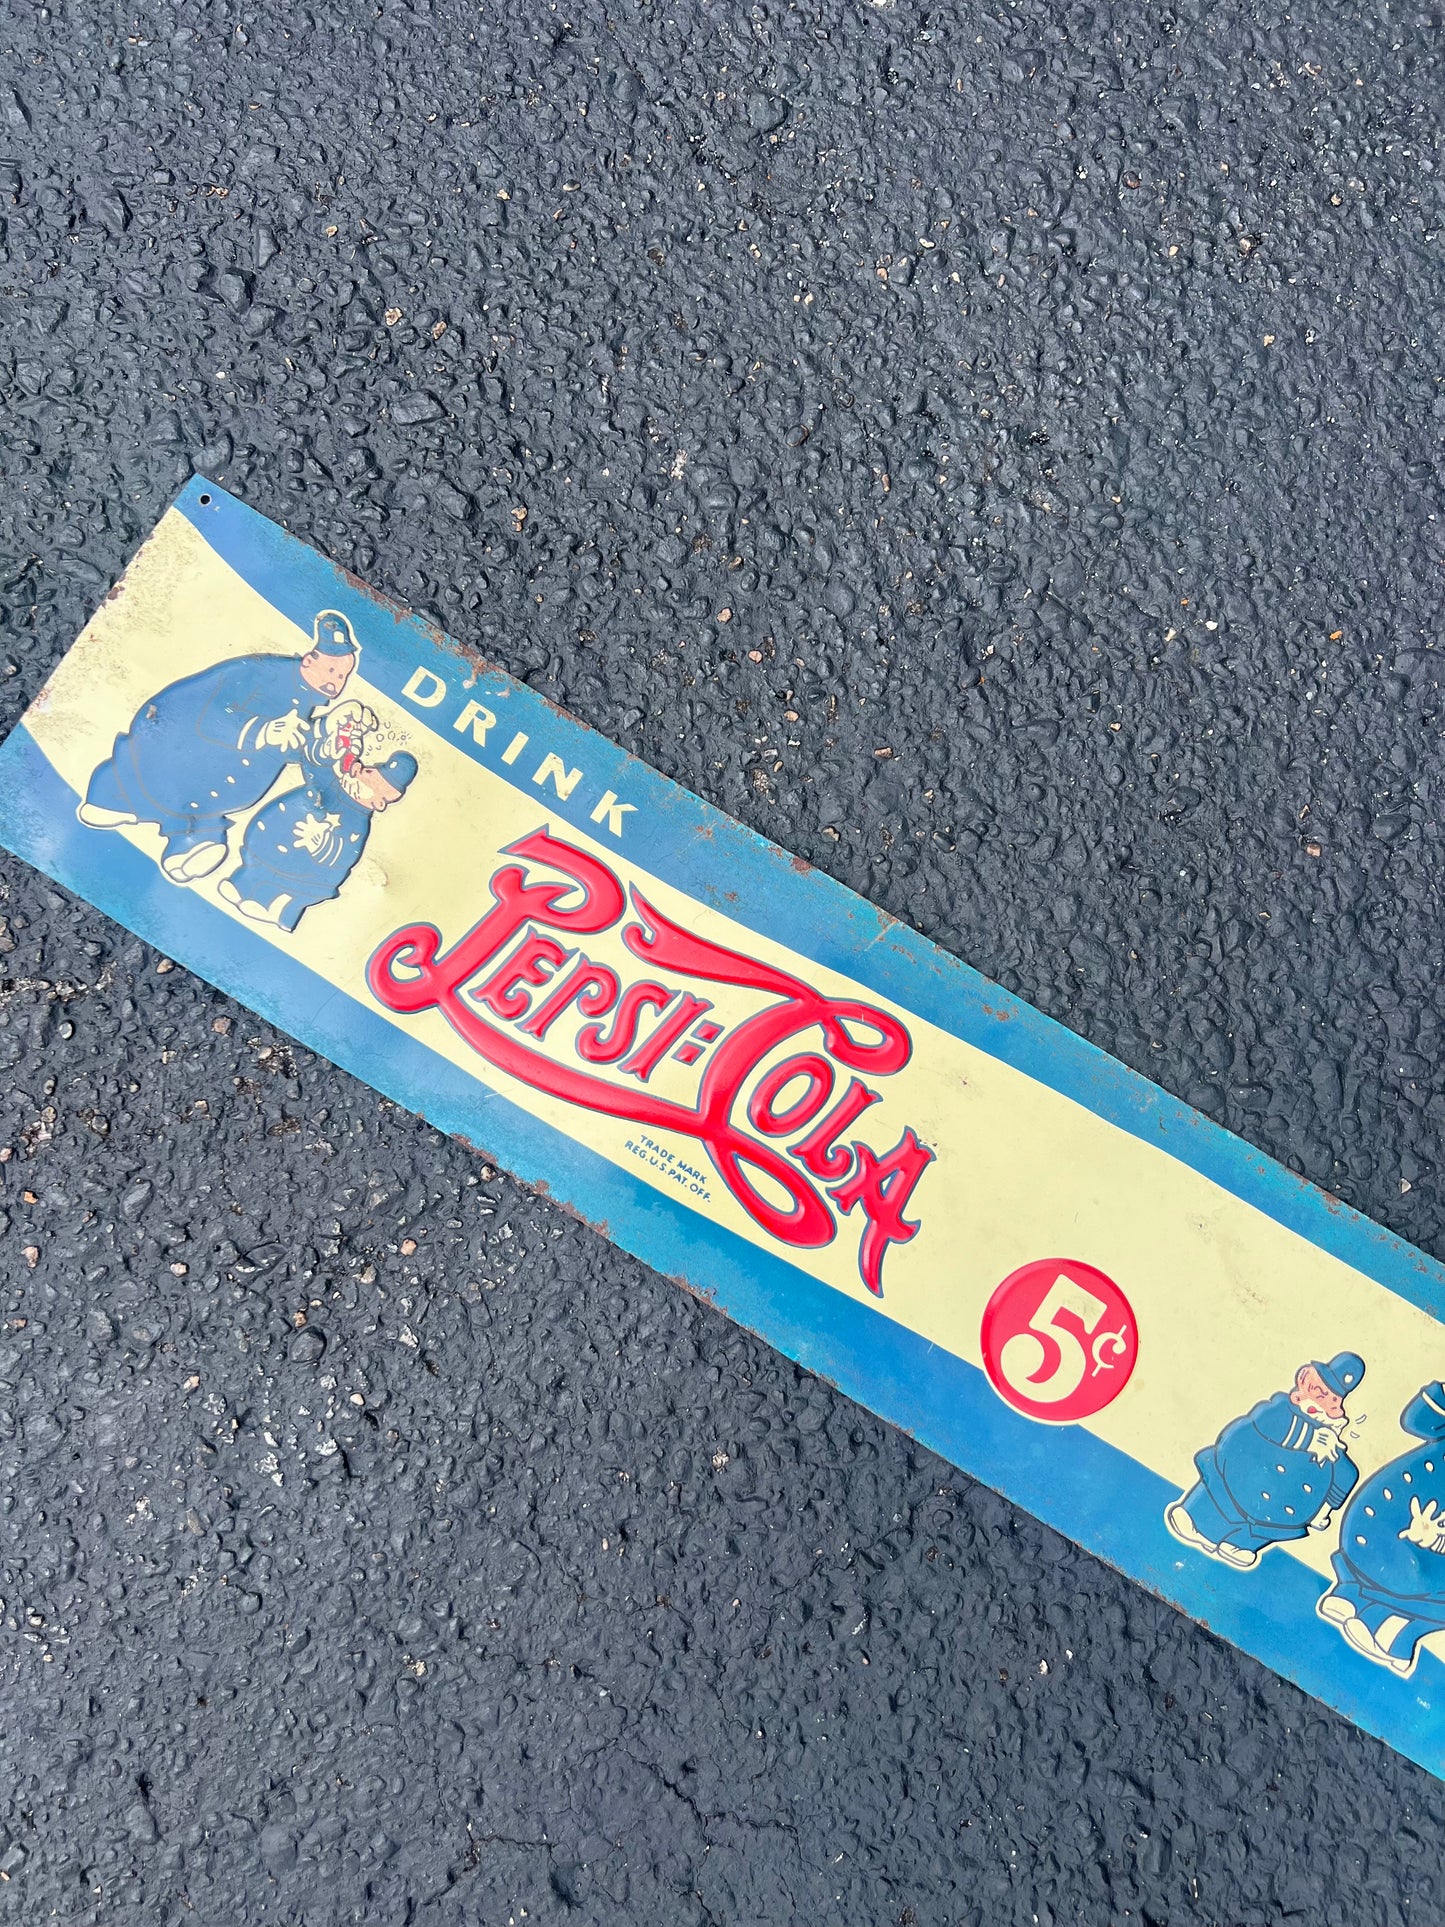 DRINK
PEPSI:COLA
TRADE MARK
REG.U.S.PAT.OFF.
5¢